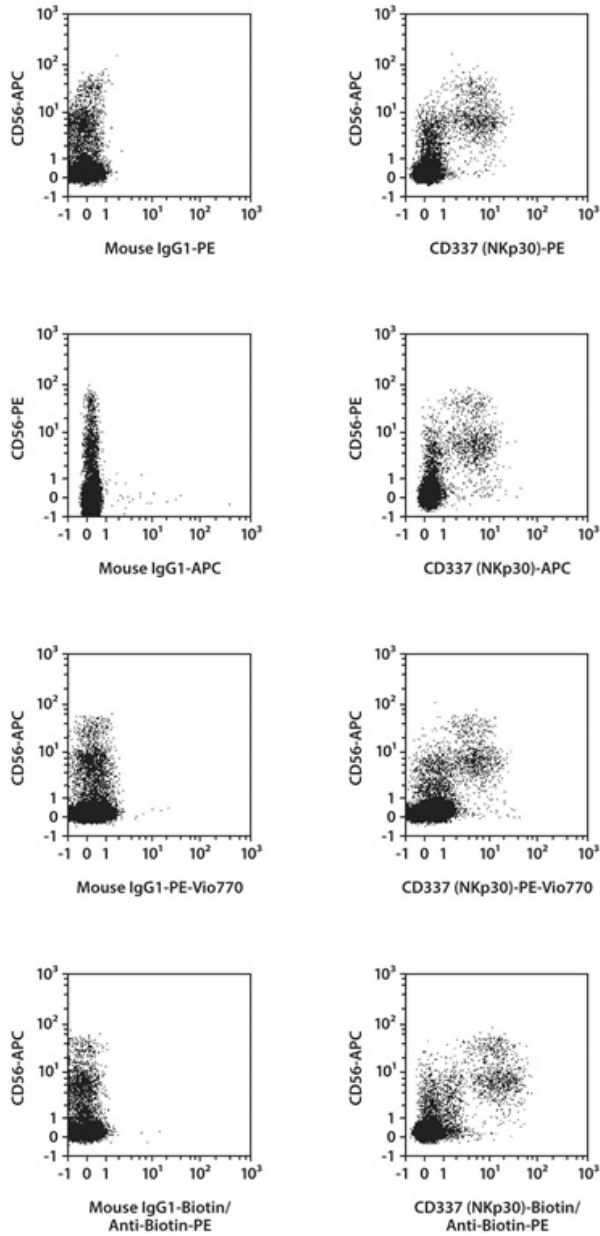 10³
10²
10¹
1
0
-1
CD56-APC
-1 0 1 10¹ 10² 10³
Mouse IgG1-PE
10³
10²
10¹
1
0
-1
CD56-APC
-1 0 1 10¹ 10² 10³
CD337 (NKp30)-PE
10³
10²
10¹
1
0
-1
CD56-PE
-1 0 1 10¹ 10² 10³
Mouse IgG1-APC
10³
10²
10¹
1
0
-1
CD56-PE
-1 0 1 10¹ 10² 10³
CD337 (NKp30)-APC
10³
10²
10¹
1
0
-1
CD56-APC
-1 0 1 10¹ 10² 10³
Mouse IgG1-PE-Vio770
10³
10²
10¹
1
0
-1
CD56-APC
-1 0 1 10¹ 10² 10³
CD337 (NKp30)-PE-Vio770
10³
10²
10¹
1
0
-1
CD56-APC
-1 0 1 10¹ 10² 10³
Mouse IgG1-Biotin/
Anti-Biotin-PE
10³
10²
10¹
1
0
-1
CD56-APC
-1 0 1 10¹ 10² 10³
CD337 (NKp30)-Biotin/
Anti-Biotin-PE